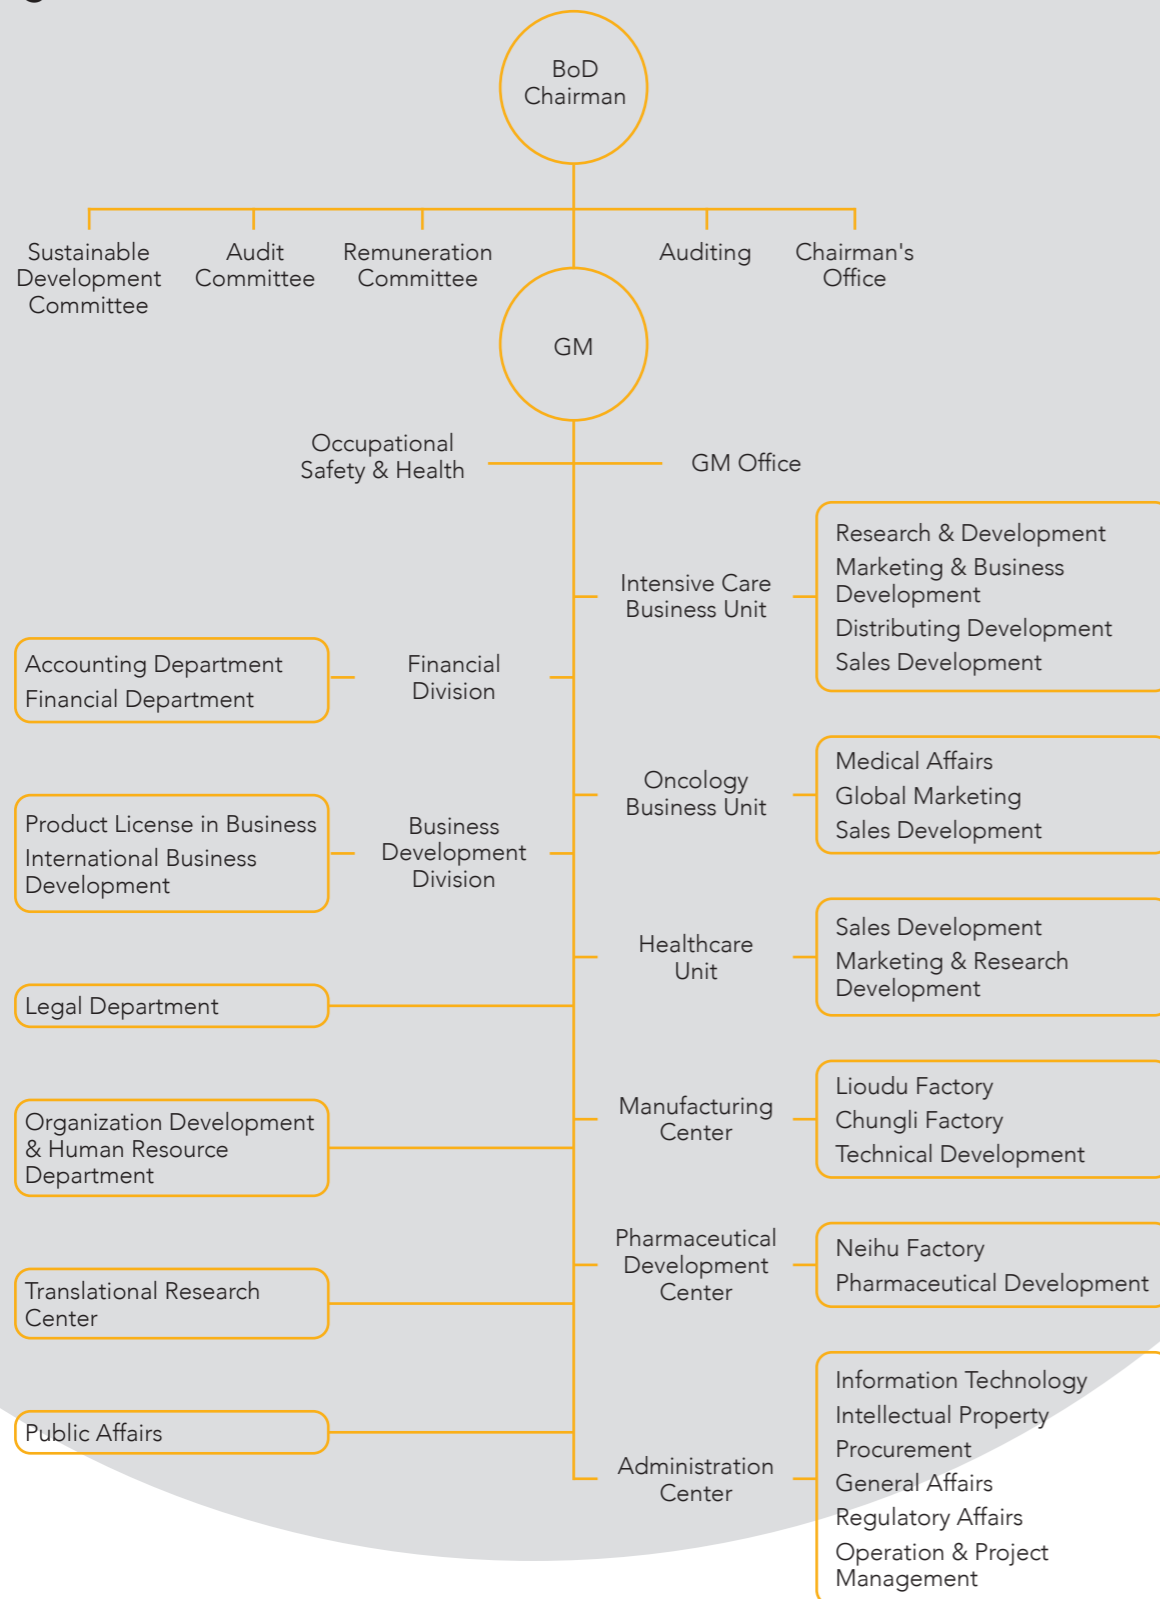 BoD
Chairman
Sustainable
Development
Committee
Audit
Committee
Remuneration
Committee
Auditing
Chairman's
Office
GM
Occupational
Safety & Health
GM Office
Intensive Care
Business Unit
Research & Development
Marketing & Business
Development
Distributing Development
Sales Development
Accounting Department
Financial Department
Financial
Division
Oncology
Business Unit
Medical Affairs
Global Marketing
Sales Development
Product License in Business
International Business
Development
Business
Development
Division
Healthcare
Unit
Sales Development
Marketing & Research
Development
Legal Department
Manufacturing
Center
Lioudu Factory
Chungli Factory
Technical Development
Organization Development
& Human Resource
Department
Pharmaceutical
Development
Center
Neihu Factory
Pharmaceutical Development
Translational Research
Center
Public Affairs
Administration
Center
Information Technology
Intellectual Property
Procurement
General Affairs
Regulatory Affairs
Operation & Project
Management